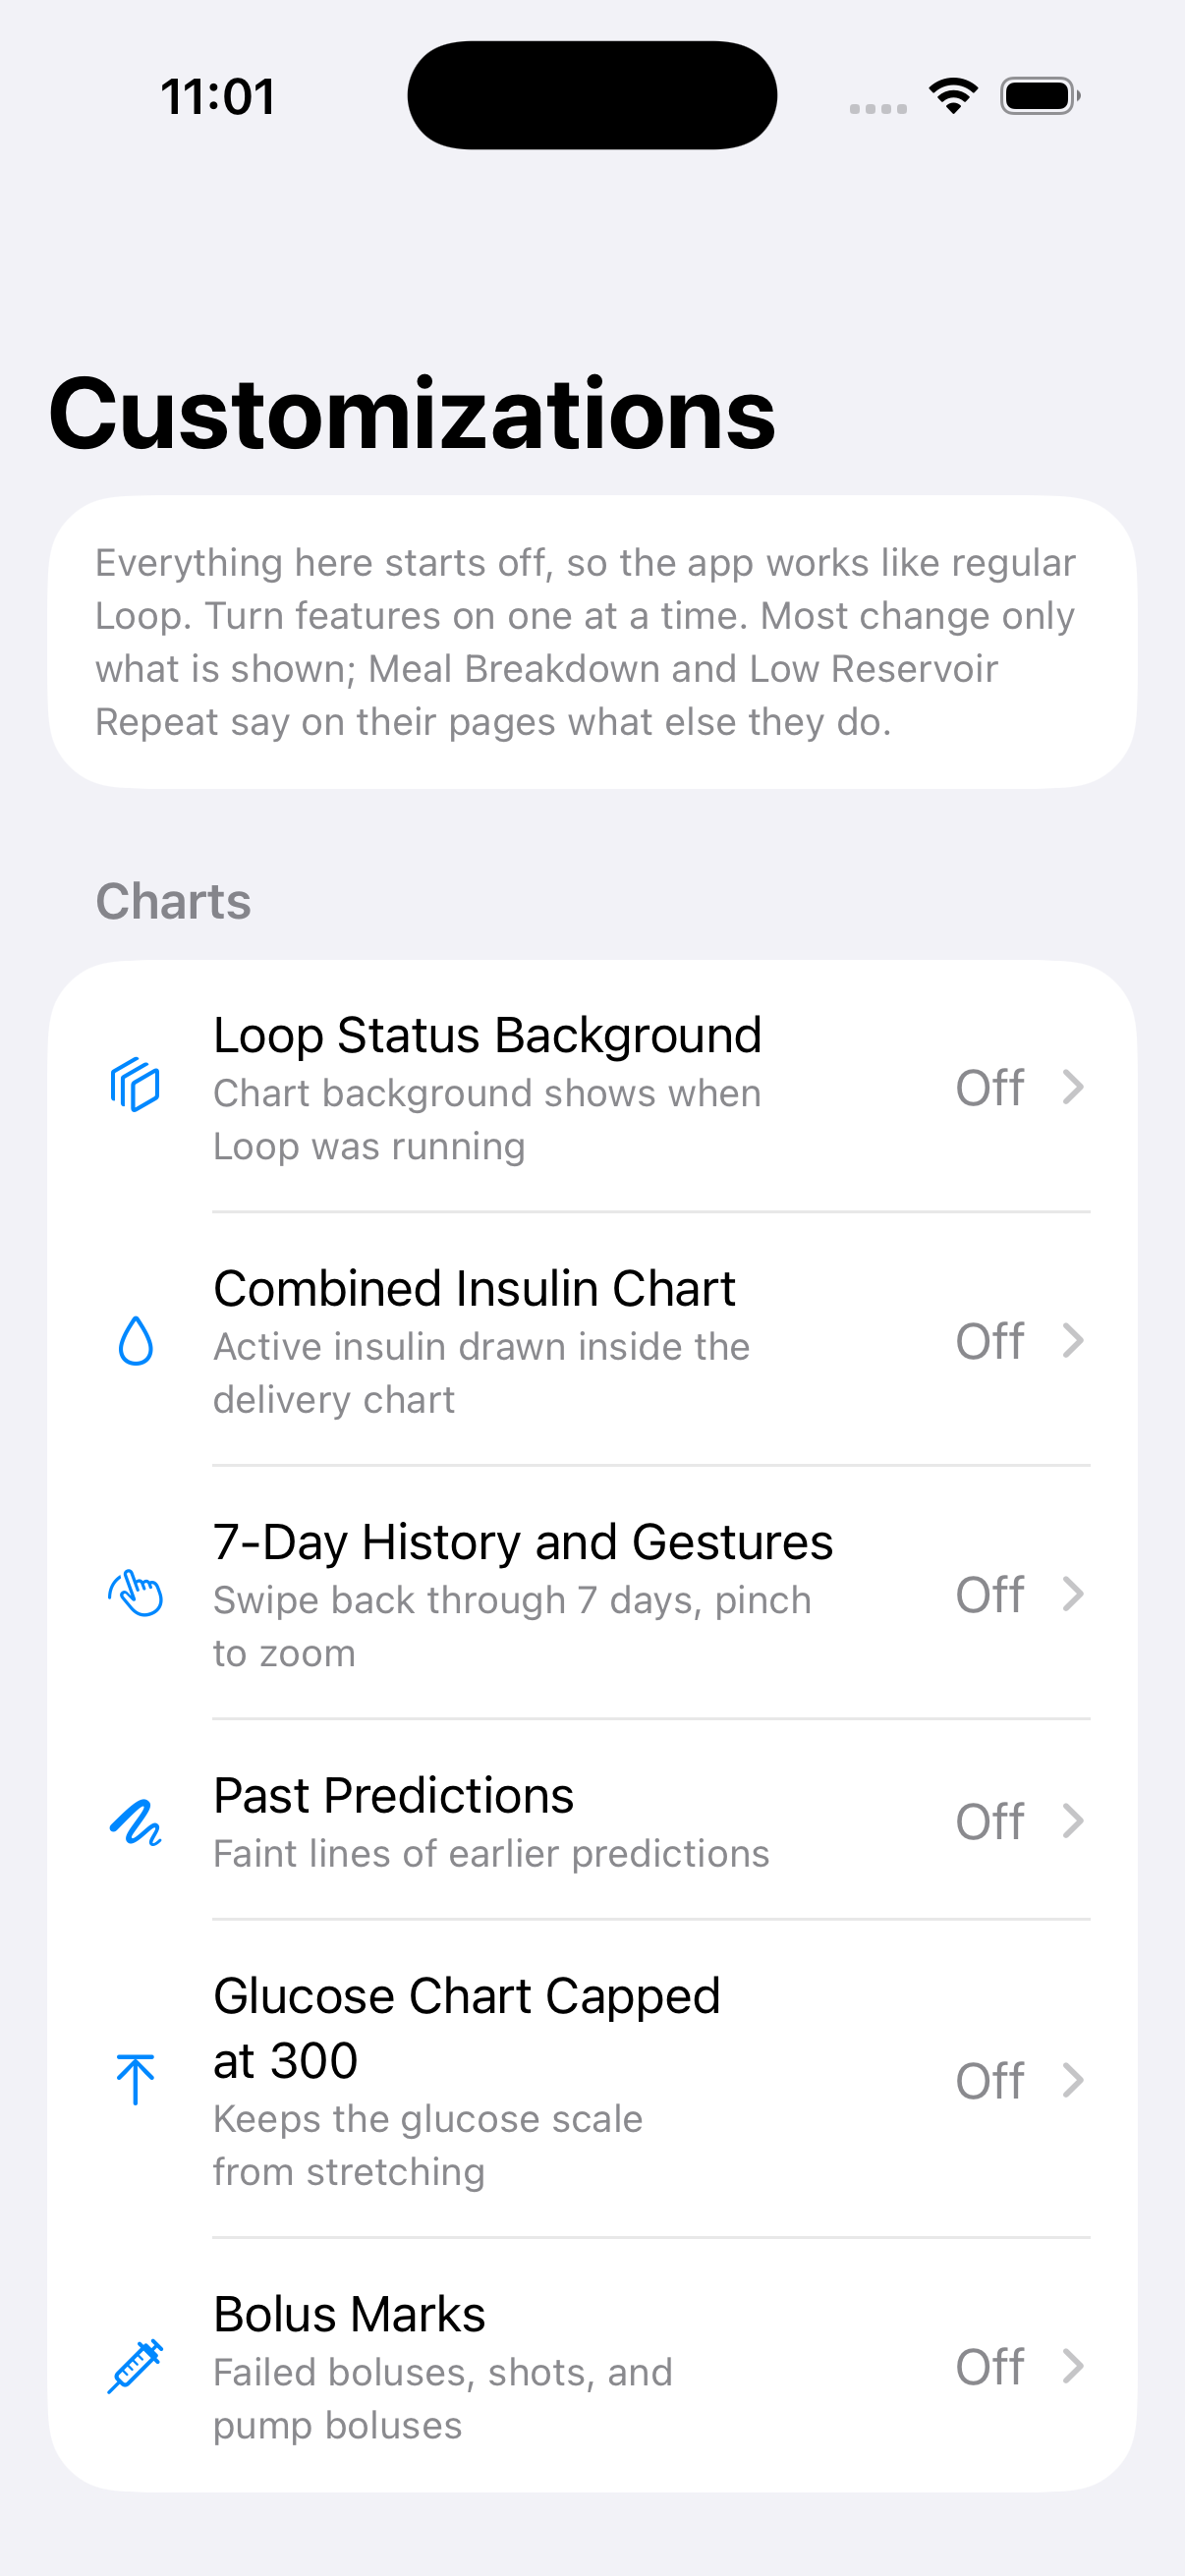 11:01
Customizations
Everything here starts off, so the app works like regular
Loop. Turn features on one at a time. Most change only
what is shown; Meal Breakdown and Low Reservoir
Repeat say on their pages what else they do.
Charts
Loop Status Background
Chart background shows when
Loop was running
Off
Combined Insulin Chart
Active insulin drawn inside the
delivery chart
Off
7-Day History and Gestures
Swipe back through 7 days, pinch
to zoom
Off
Past Predictions
Faint lines of earlier predictions
Off
Glucose Chart Capped
at 300
Keeps the glucose scale
from stretching
Off
Bolus Marks
Failed boluses, shots, and
pump boluses
Off